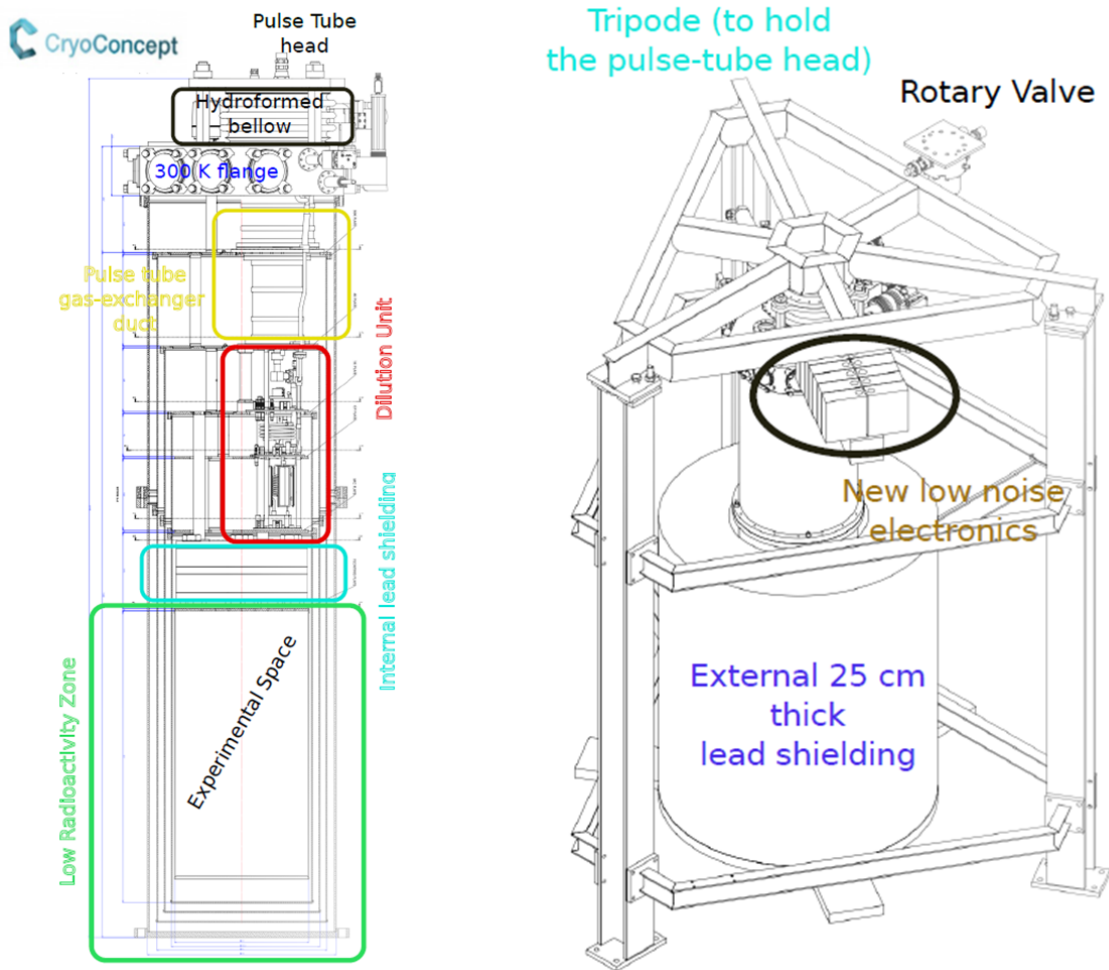 CryoConcept
Pulse Tube
head
Hydroformed
bellow
300 K flange
Pulse tube
gas-exchanger
duct
Dilution Unit
Internal lead shielding
Low Radioactivity Zone
Experimental Space
Tripode (to hold
the pulse-tube head)
Rotary Valve
New low noise
electronics
External 25 cm
thick
lead shielding